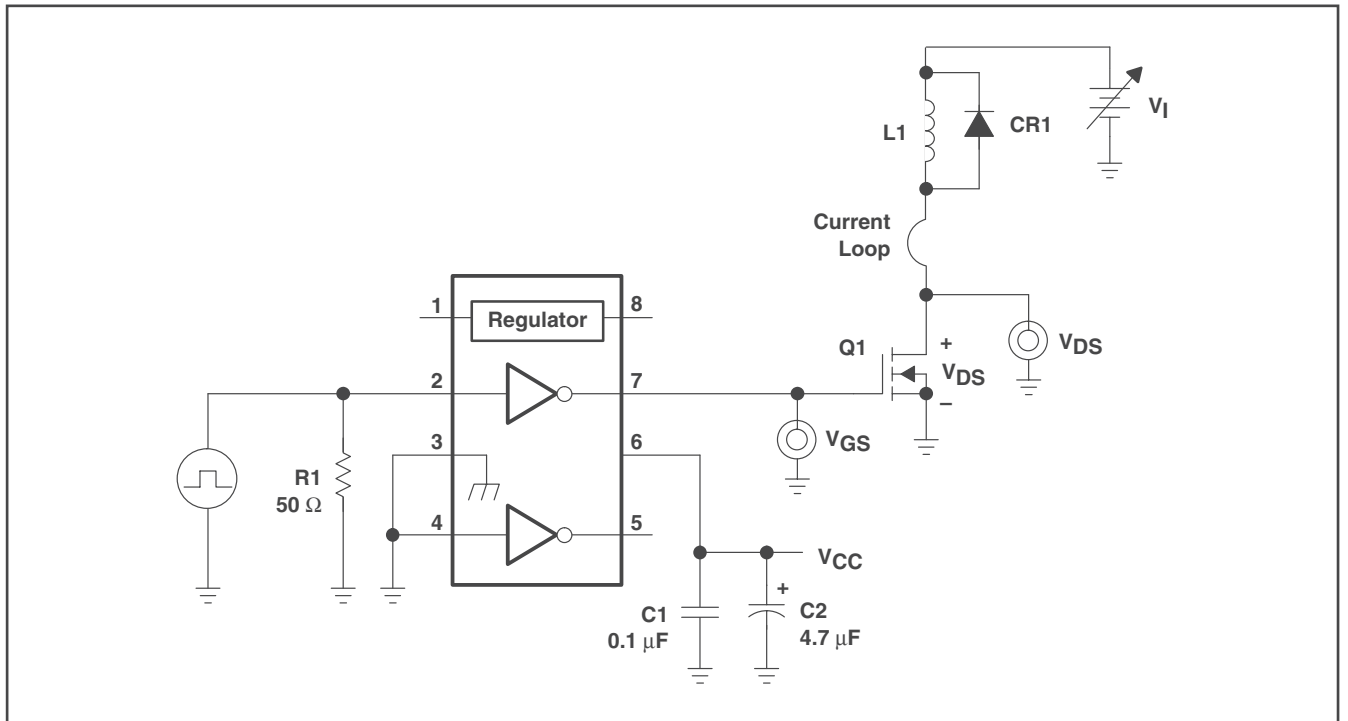 L1
CR1
VI
Current
Loop
1
Regulator
8
Q1
+
VDS
–
VDS
2
7
3
6
VGS
R1
50 Ω
4
5
VCC
C1
0.1 μF
+
C2
4.7 μF